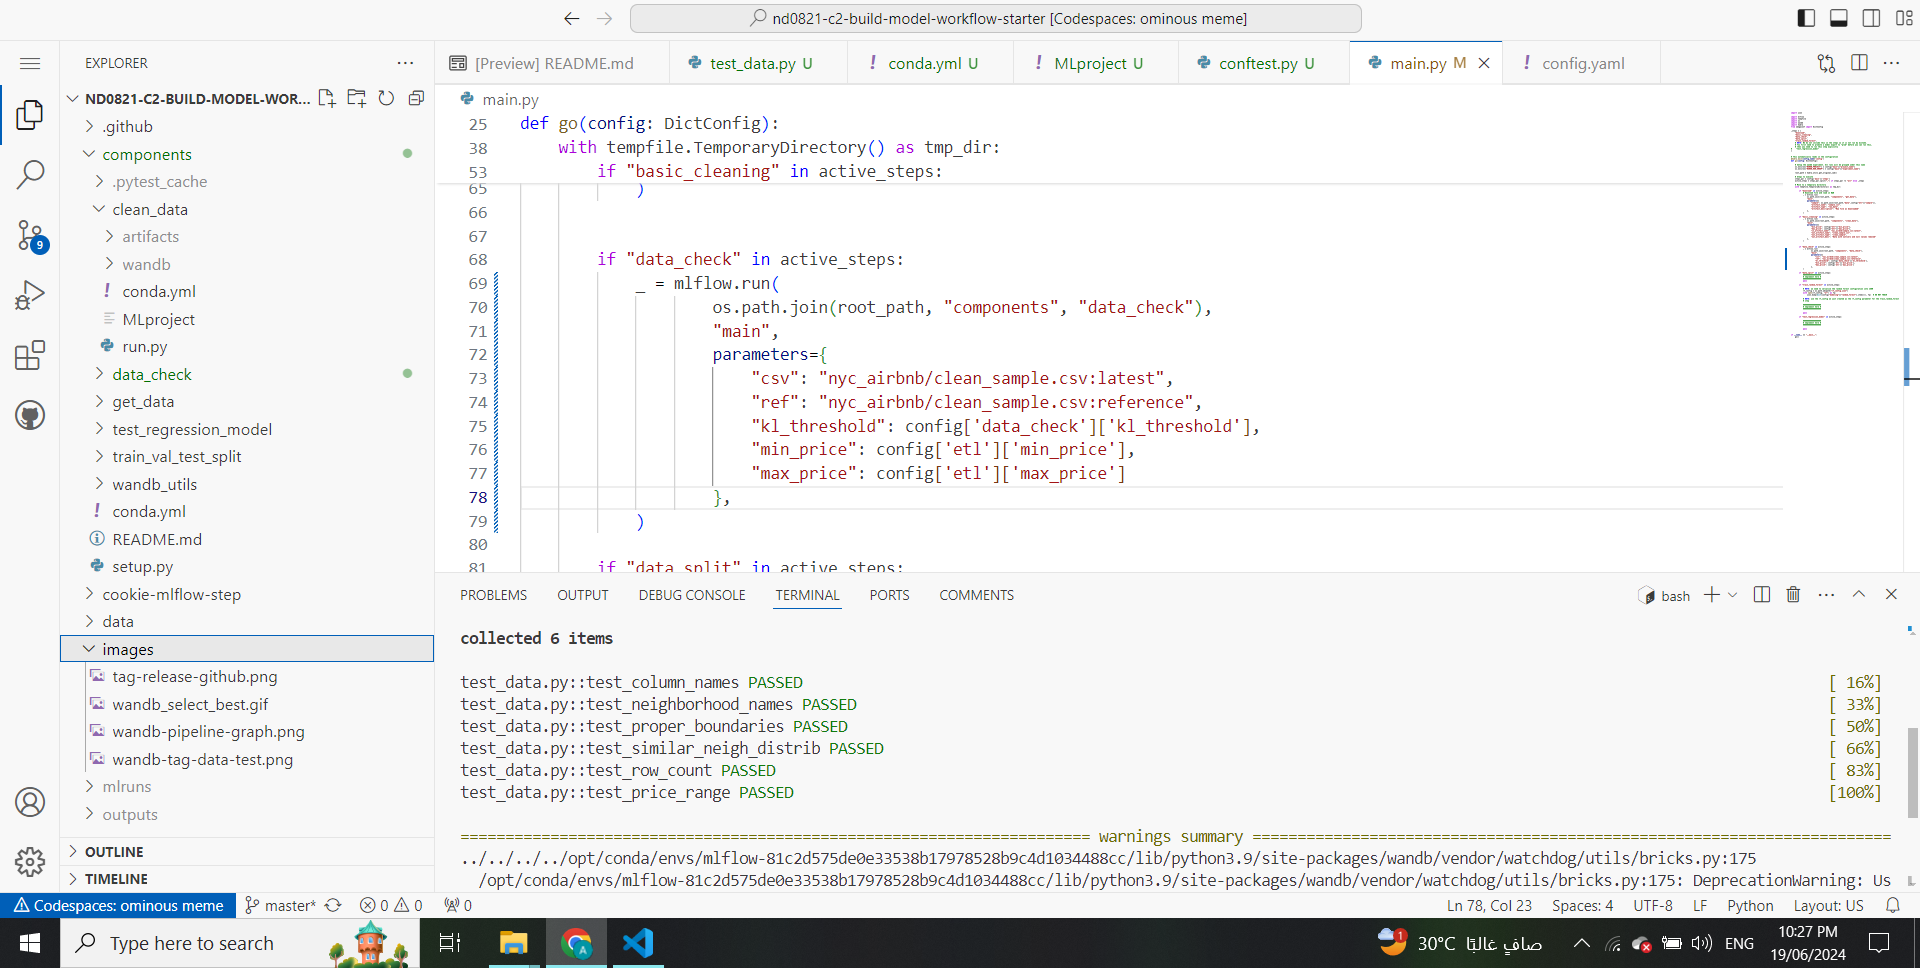 nd0821-c2-build-model-workflow-starter [Codespaces: ominous meme]
EXPLORER
ND0821-C2-BUILD-MODEL-WOR...
.github
components
.pytest_cache
clean_data
artifacts
wandb
conda.yml
MLproject
run.py
data_check
get_data
test_regression_model
train_val_test_split
wandb_utils
conda.yml
README.md
setup.py
cookie-mlflow-step
data
images
tag-release-github.png
wandb_select_best.gif
wandb-pipeline-graph.png
wandb-tag-data-test.png
mlruns
outputs
OUTLINE
TIMELINE
9
[Preview] README.md test_data.py U conda.yml U MLproject U conftest.py U main.py M config.yaml
main.py
25 def go(config: DictConfig):
38 with tempfile.TemporaryDirectory() as tmp_dir:
53 if "basic_cleaning" in active_steps:
65 )
66
67
68 if "data_check" in active_steps:
69 _ = mlflow.run(
70 os.path.join(root_path, "components", "data_check"),
71 "main",
72 parameters={
73 "csv": "nyc_airbnb/clean_sample.csv:latest",
74 "ref": "nyc_airbnb/clean_sample.csv:reference",
75 "kl_threshold": config['data_check']['kl_threshold'],
76 "min_price": config['etl']['min_price'],
77 "max_price": config['etl']['max_price']
78 },
79 )
80
81 if "data_split" in active_steps:
PROBLEMS OUTPUT DEBUG CONSOLE TERMINAL PORTS COMMENTS
bash
collected 6 items
test_data.py::test_column_names PASSED [ 16%]
test_data.py::test_neighborhood_names PASSED [ 33%]
test_data.py::test_proper_boundaries PASSED [ 50%]
test_data.py::test_similar_neigh_distrib PASSED [ 66%]
test_data.py::test_row_count PASSED [ 83%]
test_data.py::test_price_range PASSED [100%]
====================================================================== warnings summary =======================================================================
../../../../opt/conda/envs/mlflow-81c2d575de0e33538b17978528b9c4d1034488cc/lib/python3.9/site-packages/wandb/vendor/watchdog/utils/bricks.py:175
/opt/conda/envs/mlflow-81c2d575de0e33538b17978528b9c4d1034488cc/lib/python3.9/site-packages/wandb/vendor/watchdog/utils/bricks.py:175: DeprecationWarning: Us
Codespaces: ominous meme master* 0 0 0 Ln 78, Col 23 Spaces: 4 UTF-8 LF Python Layout: US
Type here to search
1 30°C صافٍ غالبًا ENG 10:27 PM
19/06/2024